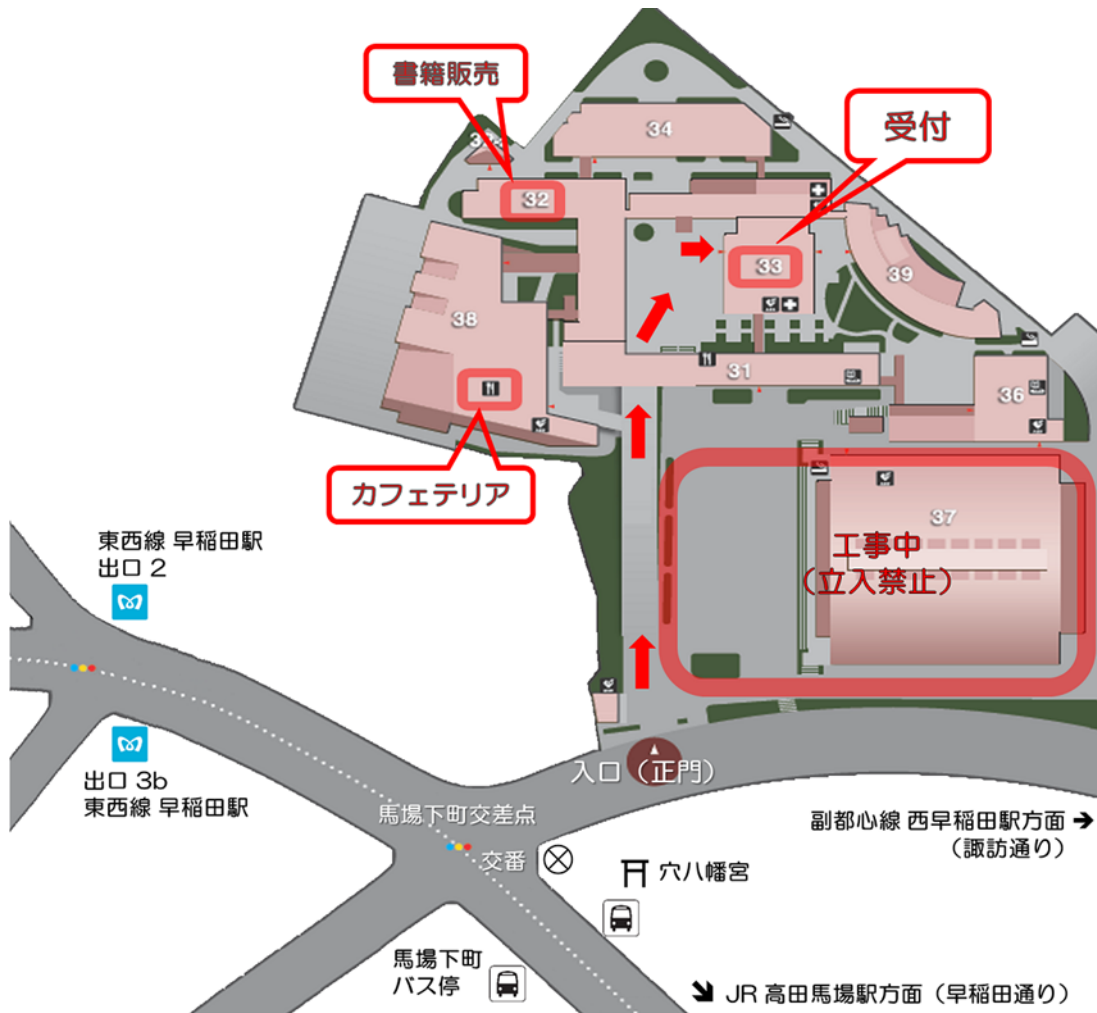 書籍販売
受付
34
32
33
39
38
31
36
カフェテリア
37
工事中
（立入禁止）
東西線 早稲田駅
出口 2
出口 3b
東西線 早稲田駅
入口（正門）
馬場下町交差点
副都心線 西早稲田駅方面 →
（諏訪通り）
交番
穴八幡宮
馬場下町
バス停
JR 高田馬場駅方面（早稲田通り）